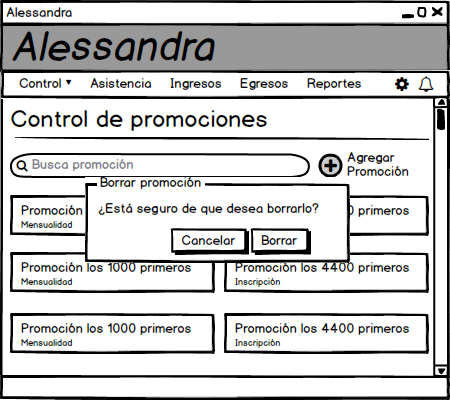 Alessandra
Alessandra
Control Asistencia Ingresos Egresos Reportes
Control de promociones
Busca promoción
Agregar
Promoción
Borrar promoción
Promoción
0 primeros
Mensualidad
¿Está seguro de que desea borrarlo?
Cancelar Borrar
Promoción los 1000 primeros
Mensualidad
Promoción los 4400 primeros
Inscripción
Promoción los 1000 primeros
Mensualidad
Promoción los 4400 primeros
Inscripción